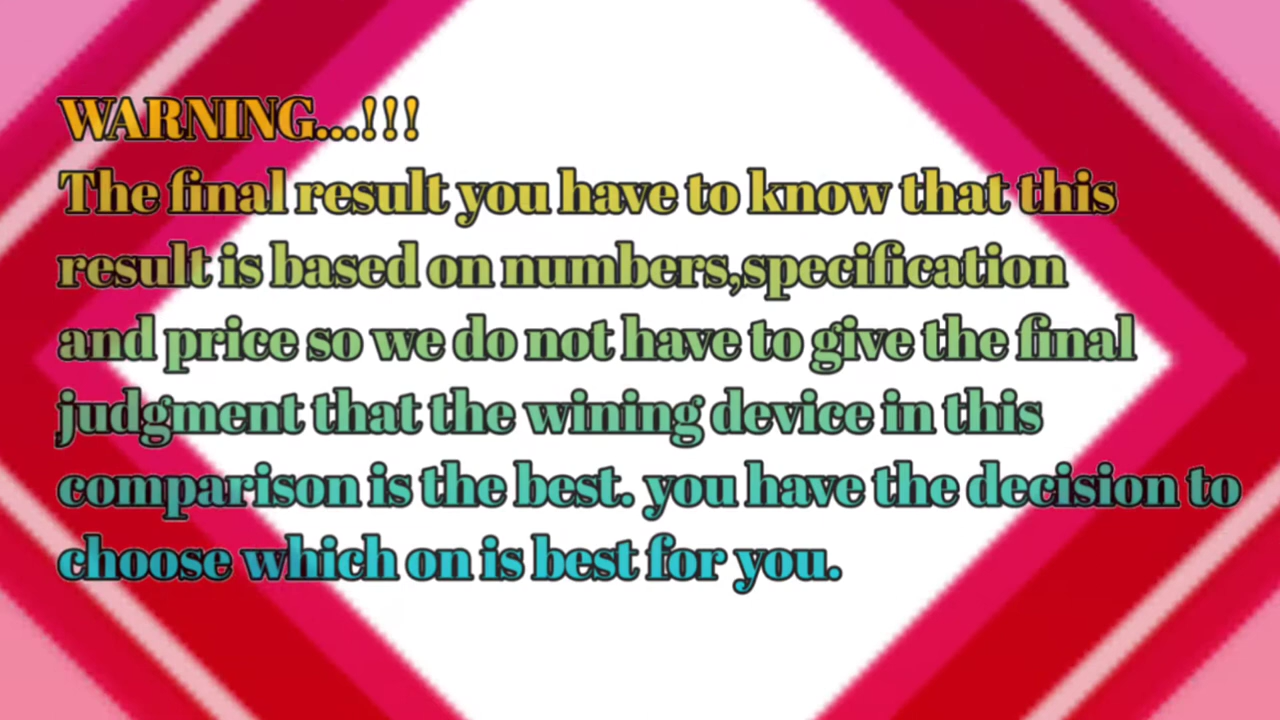 WARNING...!!!
The final result you have to know that this
result is based on numbers,specification
and price so we do not have to give the final
judgment that the wining device in this
comparison is the best. you have the decision to
choose which on is best for you.